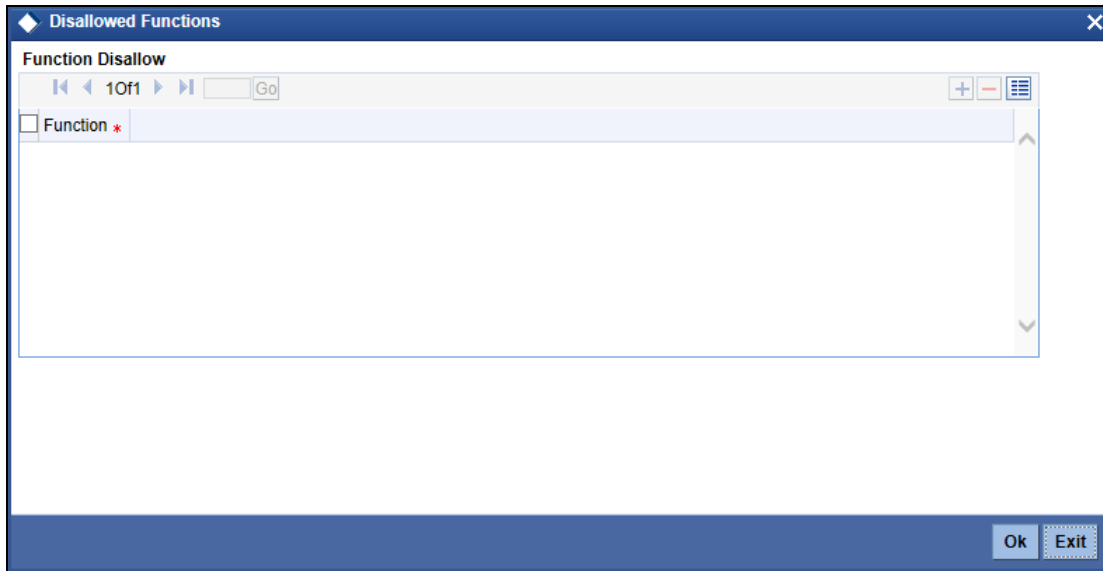 Disallowed Functions
Function Disallow
1Of1 Go
Function *
Ok Exit